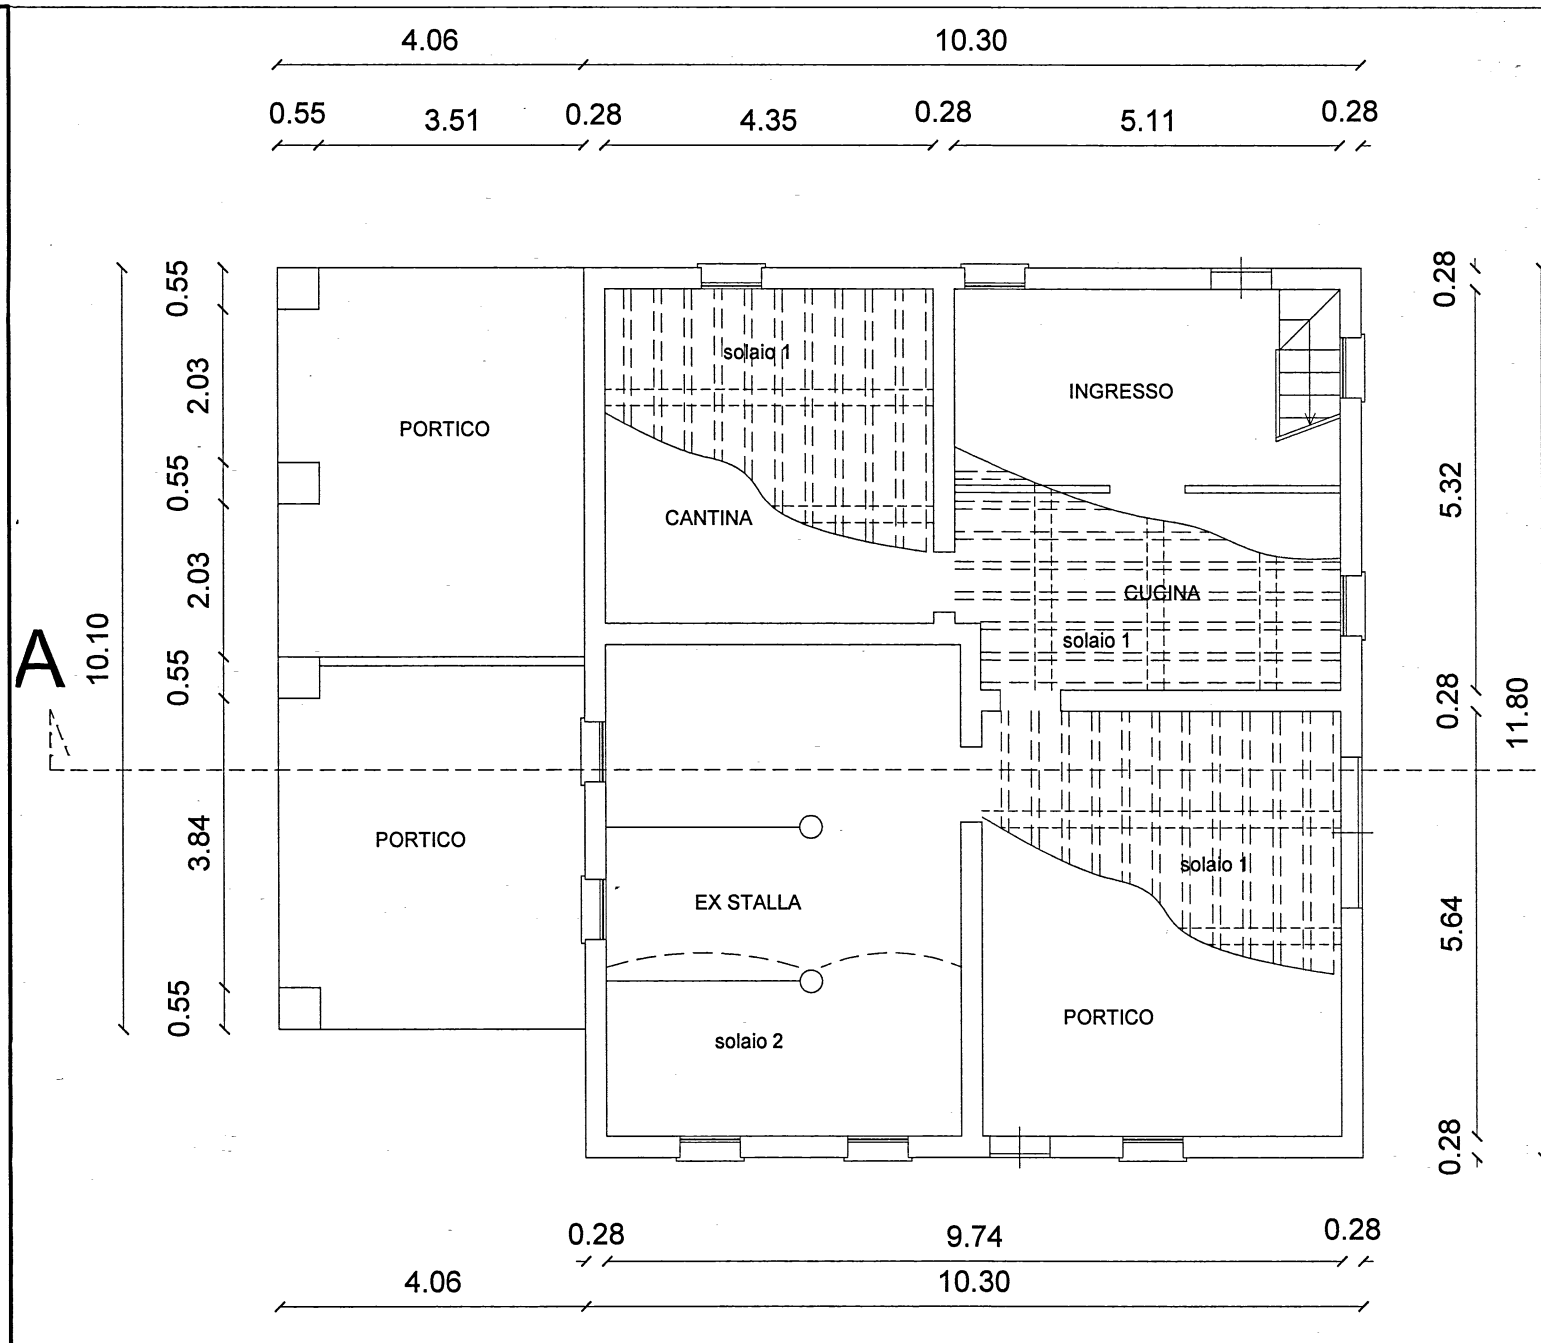 4.06 10.30
0.55 3.51 0.28 4.35 0.28 5.11 0.28
0.55
0.28
solaio 1
2.03
INGRESSO
PORTICO
0.55
5.32
CANTINA
2.03
CUCINA
10.10
solaio 1
A
0.55
0.28
11.80
3.84
PORTICO
solaio 1
EX STALLA
5.64
0.55
PORTICO
solaio 2
0.28
0.28 9.74 0.28
4.06 10.30